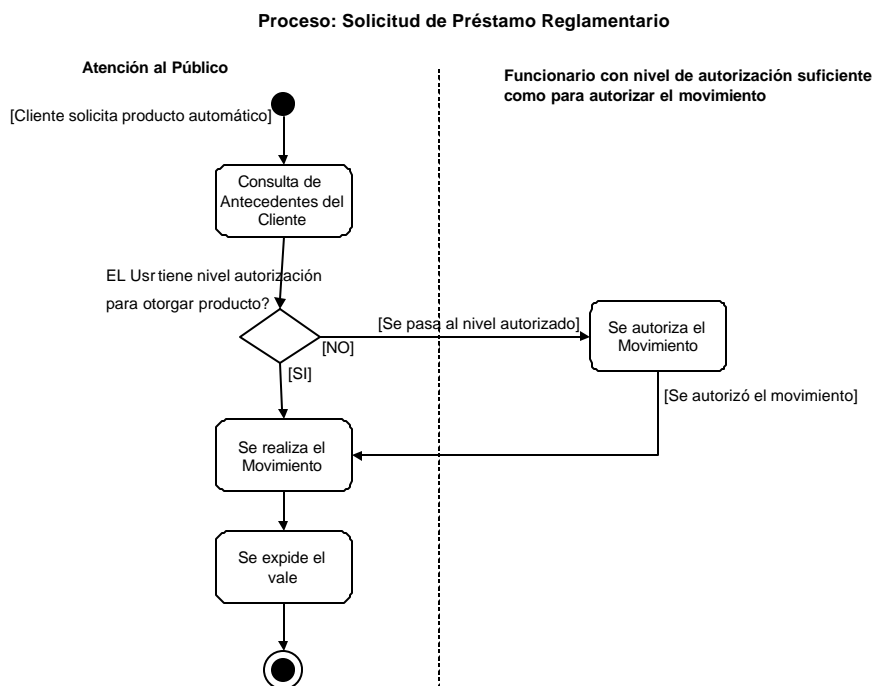 Proceso: Solicitud de Préstamo Reglamentario
Atención al Público
Funcionario con nivel de autorización suficiente
como para autorizar el movimiento
[Cliente solicita producto automático]
Consulta de
Antecedentes del
Cliente
EL Usr tiene nivel autorización
para otorgar producto?
[Se pasa al nivel autorizado]
[NO]
[SI]
Se autoriza el
Movimiento
[Se autorizó el movimiento]
Se realiza el
Movimiento
Se expide el
vale